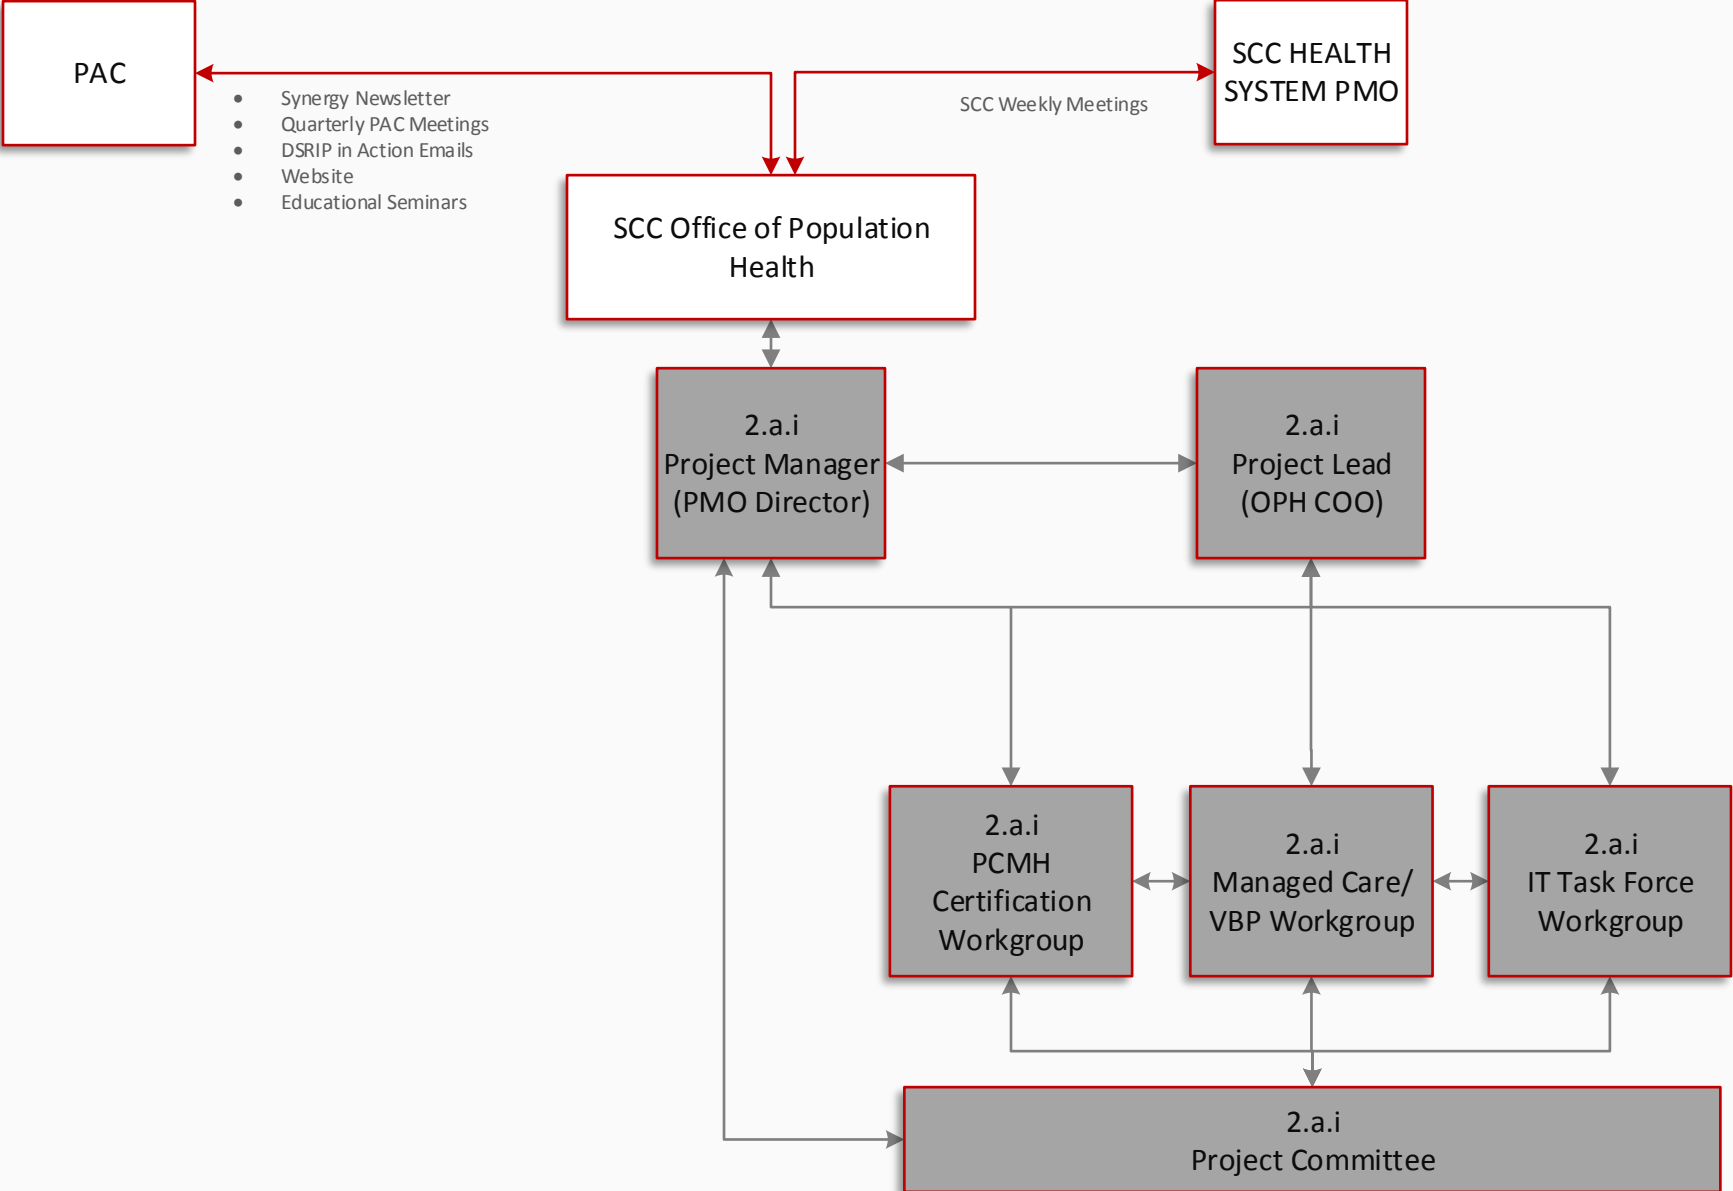 PAC
SCC HEALTH
SYSTEM PMO
• Synergy Newsletter
• Quarterly PAC Meetings
• DSRIP in Action Emails
• Website
• Educational Seminars
SCC Weekly Meetings
SCC Office of Population
Health
2.a.i
Project Manager
(PMO Director)
2.a.i
Project Lead
(OPH COO)
2.a.i
PCMH
Certification
Workgroup
2.a.i
Managed Care/
VBP Workgroup
2.a.i
IT Task Force
Workgroup
2.a.i
Project Committee